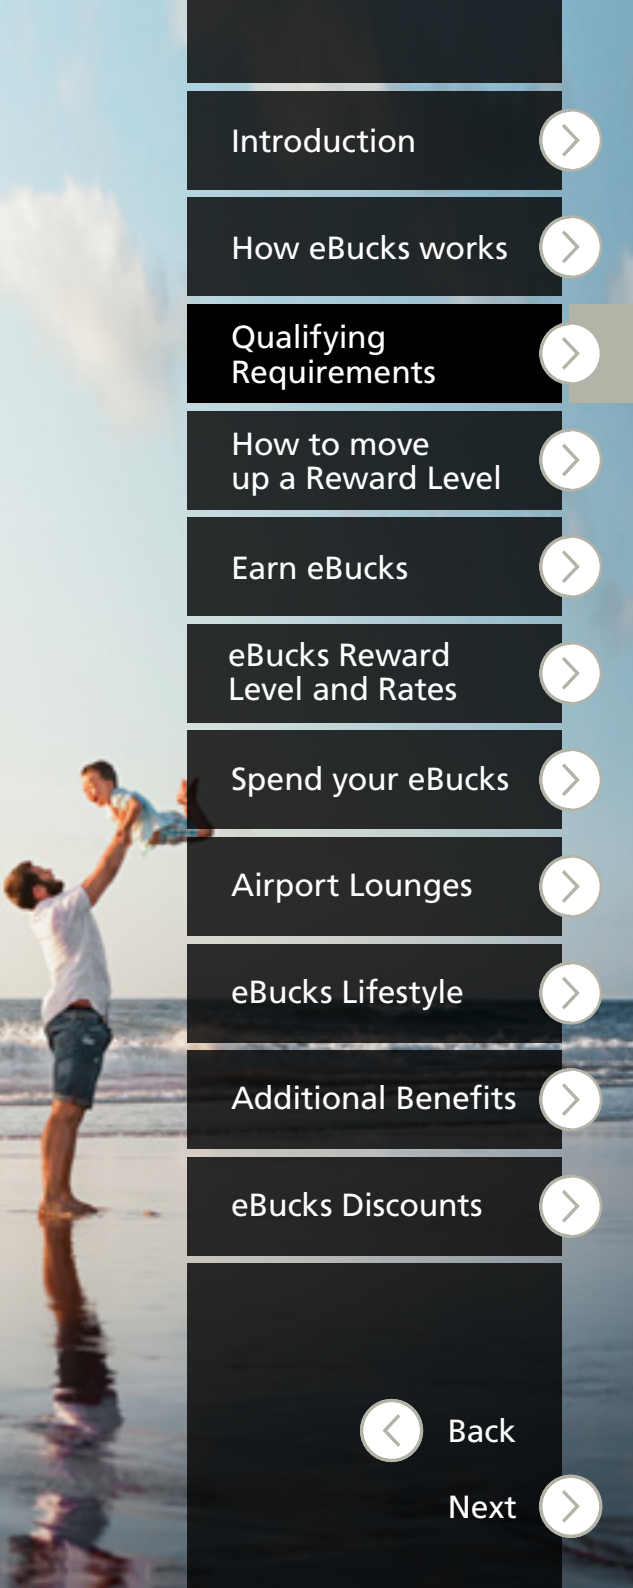 Introduction
How eBucks works
Qualifying
Requirements
How to move
up a Reward Level
Earn eBucks
eBucks Reward
Level and Rates
Spend your eBucks
Airport Lounges
eBucks Lifestyle
Additional Benefits
eBucks Discounts
Back
Next